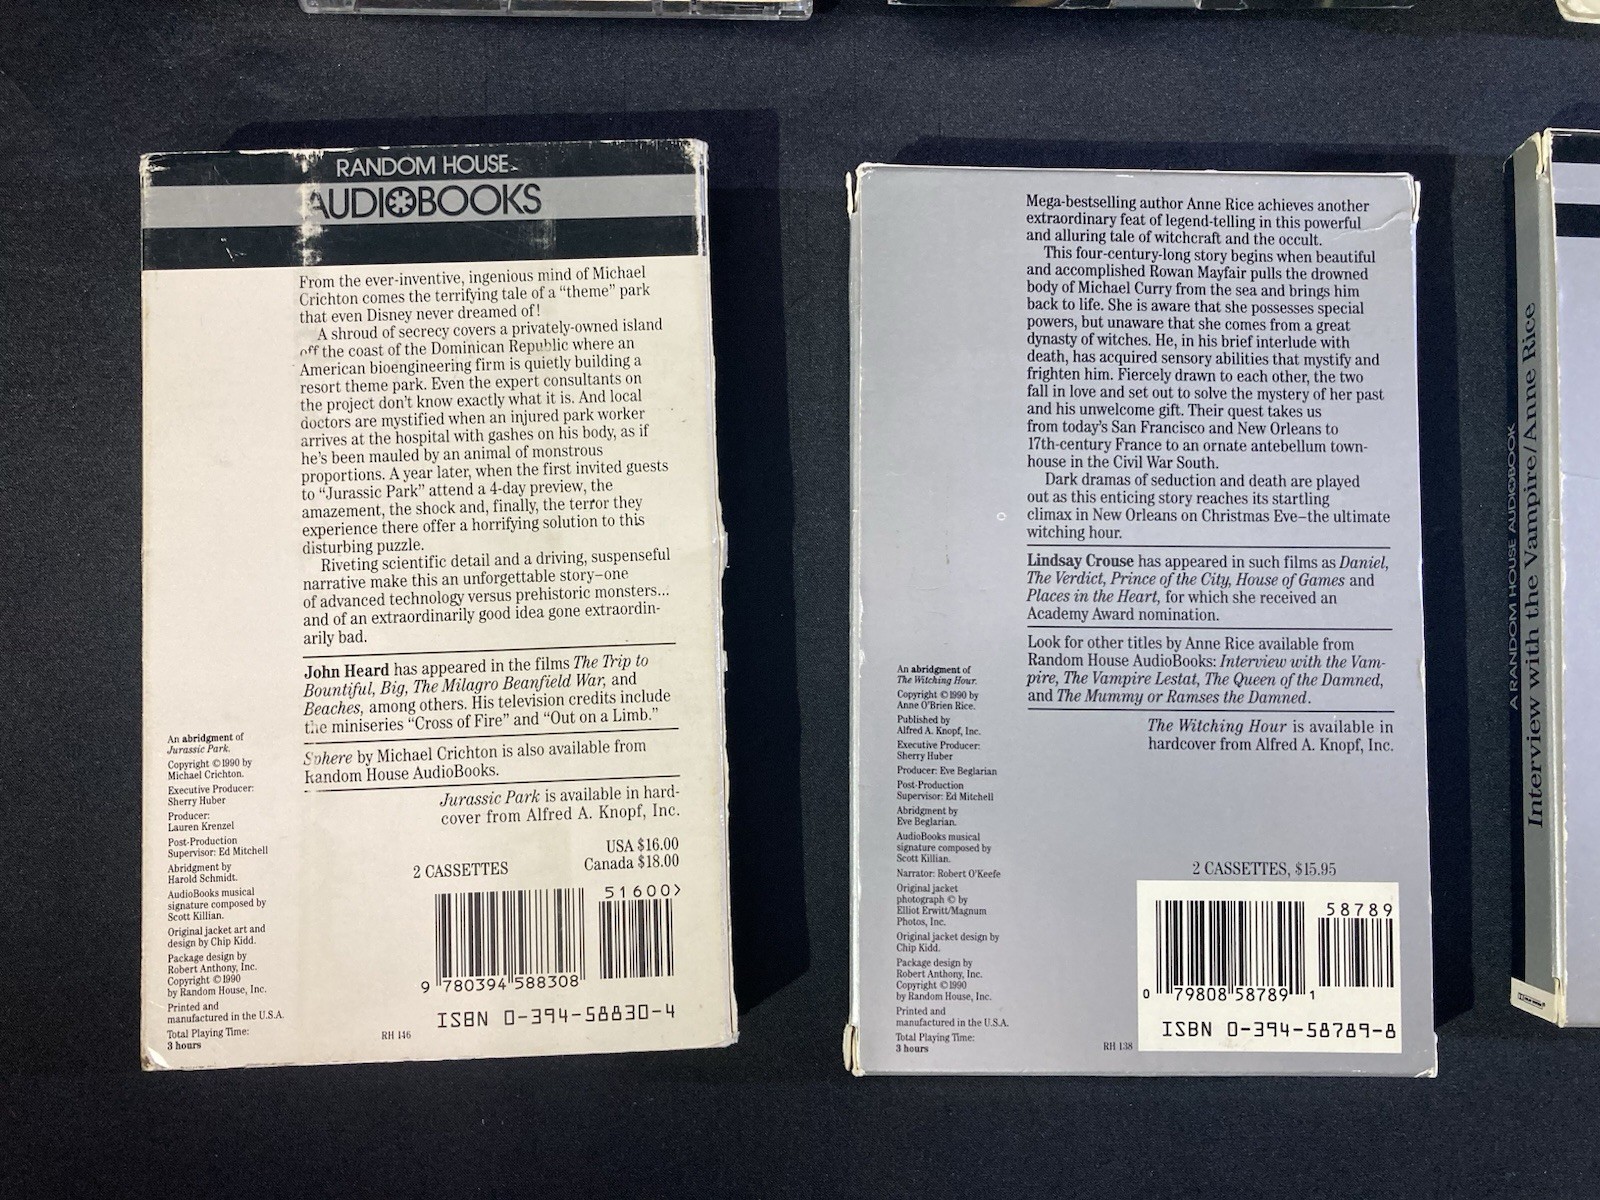 RANDOM HOUSE
AUDIOBOOKS
From the ever-inventive, ingenious mind of Michael
Crichton comes the terrifying tale of a “theme” park
that even Disney never dreamed of!
A shroud of secrecy covers a privately-owned island
off the coast of the Dominican Republic where an
American bioengineering firm is quietly building a
resort theme park. Even the expert consultants on
the project don’t know exactly what it is. And local
doctors are mystified when an injured park worker
arrives at the hospital with gashes on his body, as if
he’s been mauled by an animal of monstrous
proportions. A year later, when the first invited guests
to “Jurassic Park” attend a 4-day preview, the
amazement, the shock and, finally, the terror they
experience there offer a horrifying solution to this
disturbing puzzle.
Riveting scientific detail and a driving, suspenseful
narrative make this an unforgettable story–one
of advanced technology versus prehistoric monsters...
and of an extraordinarily good idea gone extraordin-
arily bad.
John Heard has appeared in the films The Trip to
Bountiful, Big, The Milagro Beanfield War, and
Beaches, among others. His television credits include
the miniseries “Cross of Fire” and “Out on a Limb.”
Sphere by Michael Crichton is also available from
Random House AudioBooks.
Jurassic Park is available in hard-
cover from Alfred A. Knopf, Inc.
USA $16.00
Canada $18.00
2 CASSETTES
51600>
9 780394 588308
ISBN 0-394-58830-4
RH 146
An abridgment of
Jurassic Park.
Copyright ©1990 by
Michael Crichton.
Executive Producer:
Sherry Huber
Producer:
Lauren Krenzel
Post-Production
Supervisor: Ed Mitchell
Abridgment by
Harold Schmidt.
AudioBooks musical
signature composed by
Scott Killian.
Original jacket art and
design by Chip Kidd.
Package design by
Robert Anthony, Inc.
Copyright ©1990
by Random House, Inc.
Printed and
manufactured in the U.S.A.
Total Playing Time:
3 hours
Mega-bestselling author Anne Rice achieves another
extraordinary feat of legend-telling in this powerful
and alluring tale of witchcraft and the occult.
This four-century-long story begins when beautiful
and accomplished Rowan Mayfair pulls the drowned
body of Michael Curry from the sea and brings him
back to life. She is aware that she possesses special
powers, but unaware that she comes from a great
dynasty of witches. He, in his brief interlude with
death, has acquired sensory abilities that mystify and
frighten him. Fiercely drawn to each other, the two
fall in love and set out to solve the mystery of her past
and his unwelcome gift. Their quest takes us
from today’s San Francisco and New Orleans to
17th-century France to an ornate antebellum town-
house in the Civil War South.
Dark dramas of seduction and death are played
out as this enticing story reaches its startling
climax in New Orleans on Christmas Eve–the ultimate
witching hour.
Lindsay Crouse has appeared in such films as Daniel,
The Verdict, Prince of the City, House of Games and
Places in the Heart, for which she received an
Academy Award nomination.
Look for other titles by Anne Rice available from
Random House AudioBooks: Interview with the Vam-
pire, The Vampire Lestat, The Queen of the Damned,
and The Mummy or Ramses the Damned.
The Witching Hour is available in
hardcover from Alfred A. Knopf, Inc.
2 CASSETTES, $15.95
58789
0 79808 58789 1
ISBN 0-394-58789-8
RH 138
An abridgment of
The Witching Hour.
Copyright ©1990 by
Anne O’Brien Rice.
Published by
Alfred A. Knopf, Inc.
Executive Producer:
Sherry Huber
Producer: Eve Beglarian
Post-Production
Supervisor: Ed Mitchell
Abridgment by
Eve Beglarian.
AudioBooks musical
signature composed by
Scott Killian.
Narrator: Robert O’Keefe
Original jacket
photograph © by
Elliot Erwitt/Magnum
Photos, Inc.
Original jacket design by
Chip Kidd.
Package design by
Robert Anthony, Inc.
Copyright ©1990
by Random House, Inc.
Printed and
manufactured in the U.S.A.
Total Playing Time:
3 hours
A RANDOM HOUSE AUDIOBOOK
Interview with the Vampire/Anne Rice